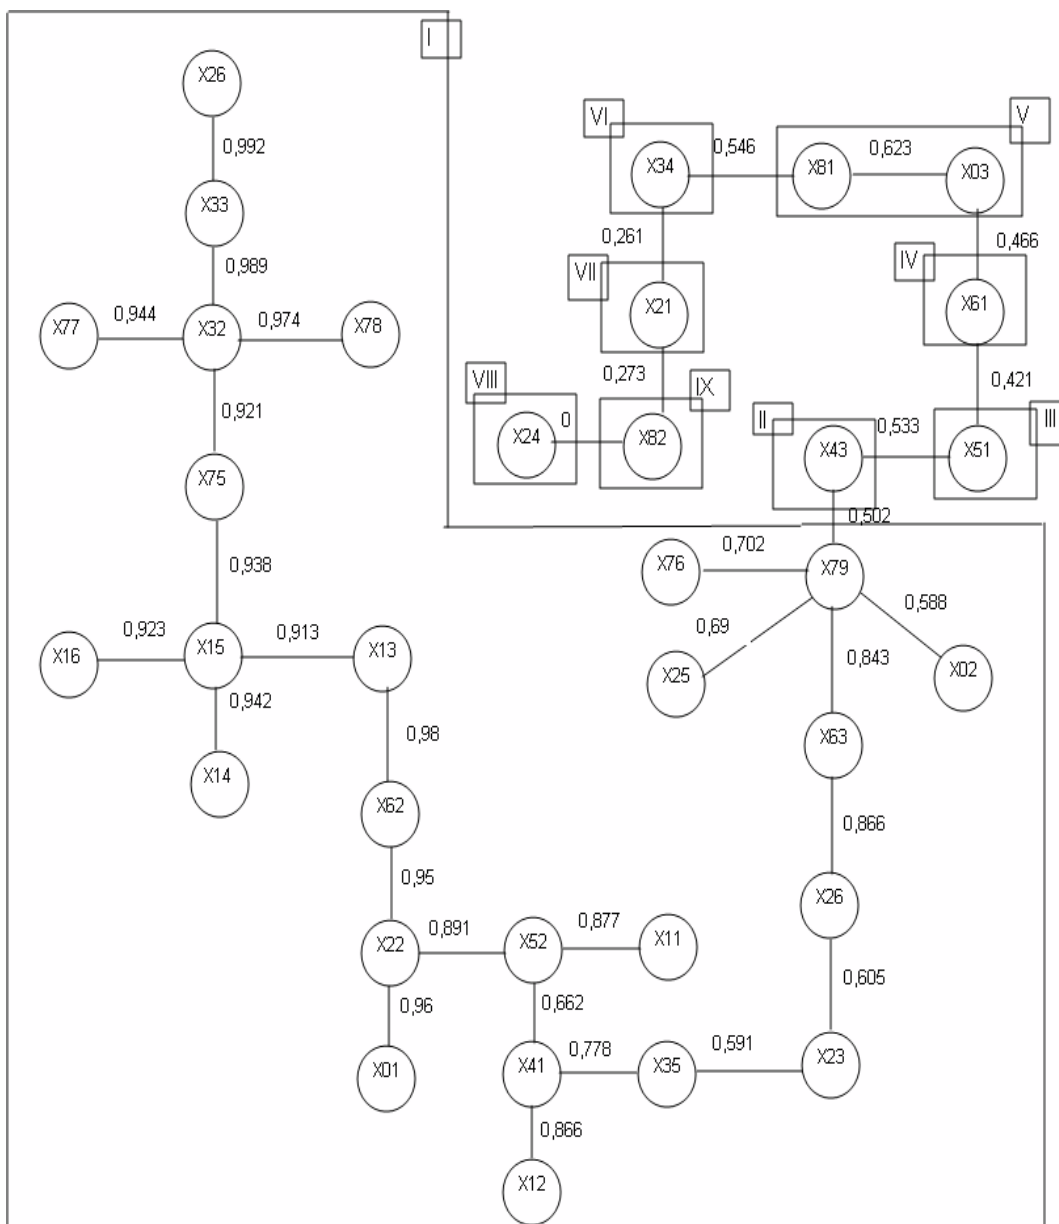 I
X26
0,992
X33
0,989
X77
0,944
X32
0,974
X78
0,921
X75
0,938
X16
0,923
X15
0,913
X13
0,942
X14
0,98
X62
0,95
X22
0,891
X52
0,877
X11
0,96
X01
0,662
X41
0,778
X35
0,591
X23
0,866
X12
0,605
X26
0,866
X63
0,843
X79
0,702
X76
0,69
X25
0,588
X02
0,502
II
X43
0,533
III
X51
0,421
IV
X61
0,466
V
X03
0,623
X81
0,546
VI
X34
0,261
VII
X21
0,273
IX
X82
0
VIII
X24